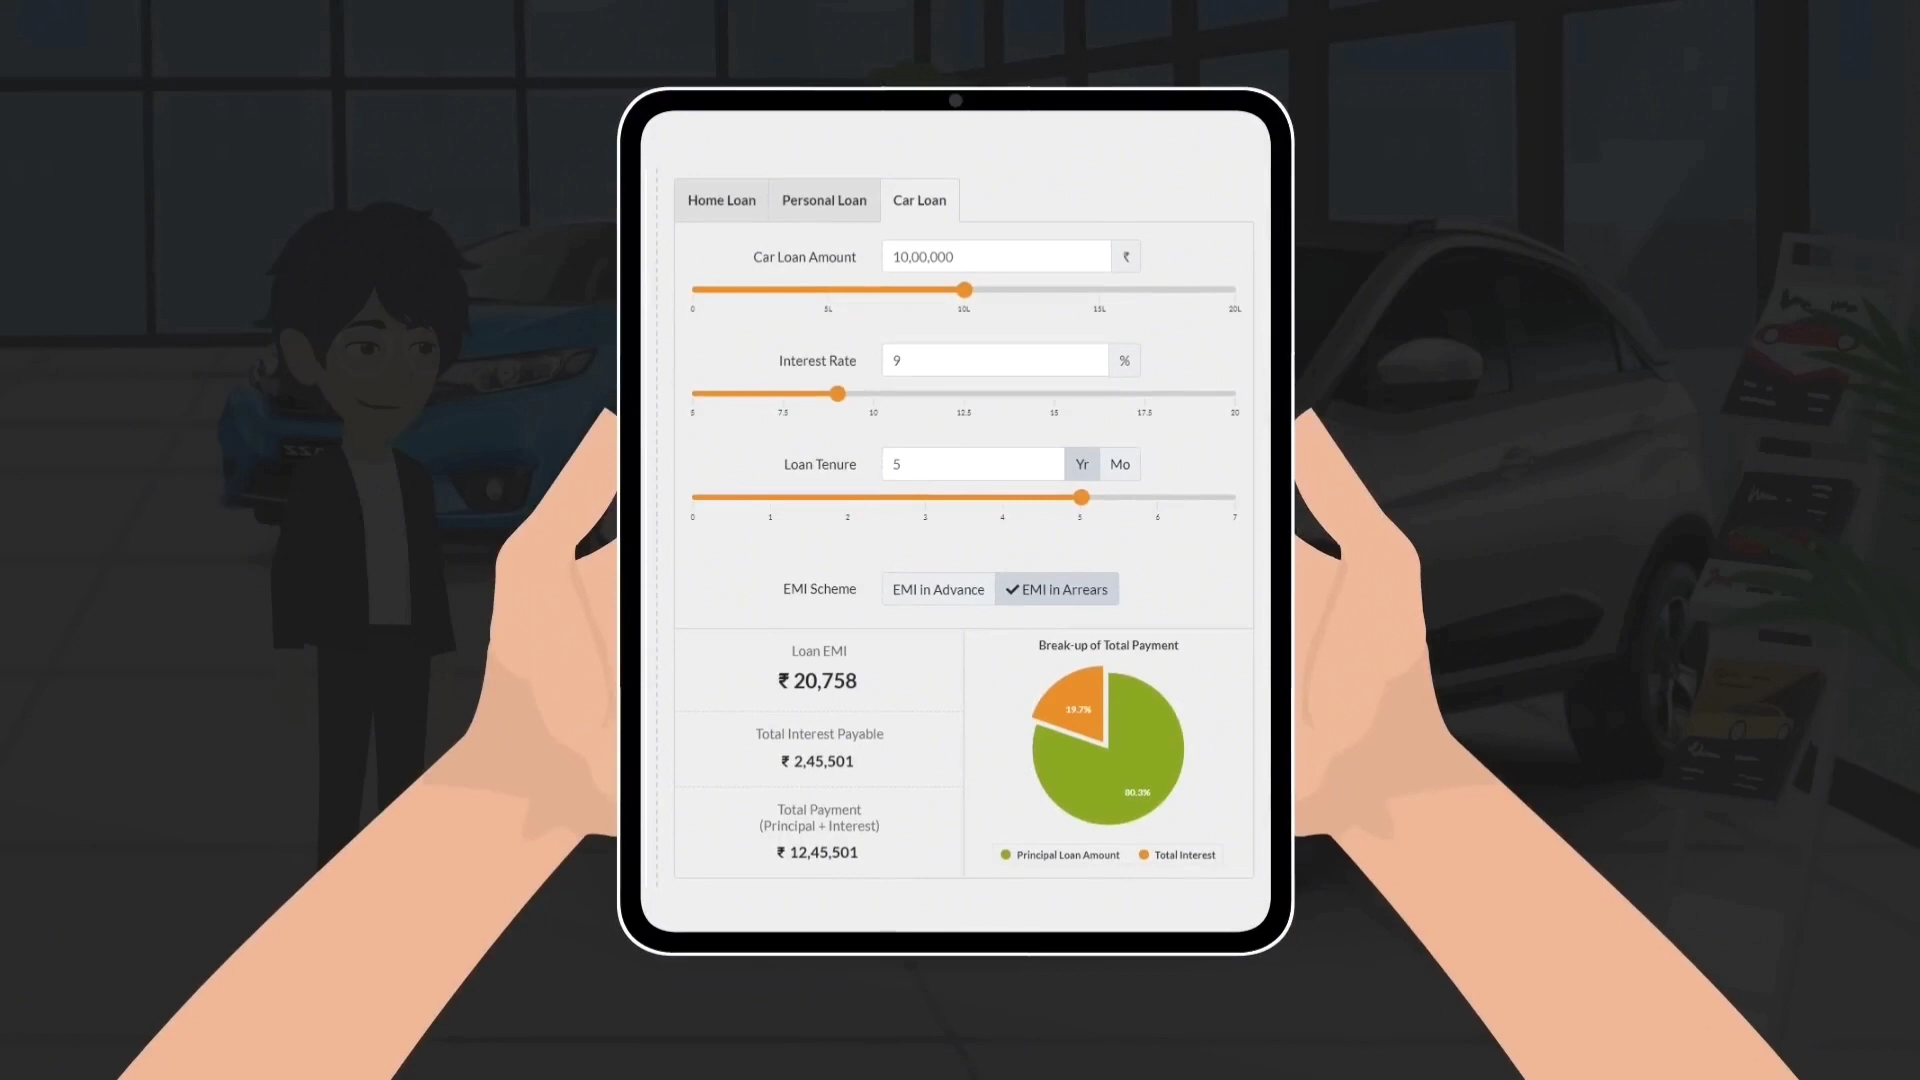 Home Loan Personal Loan Car Loan
Car Loan Amount 10,00,000 ₹
0 5L 10L 15L 20L
Interest Rate 9 %
5 7.5 10 12.5 15 17.5 20
Loan Tenure 5 Yr Mo
0 1 2 3 4 5 6 7
EMI Scheme EMI in Advance ✔ EMI in Arrears
Loan EMI
₹ 20,758
Total Interest Payable
₹ 2,45,501
Total Payment
(Principal + Interest)
₹ 12,45,501
Break-up of Total Payment
19.7%
80.3%
Principal Loan Amount Total Interest